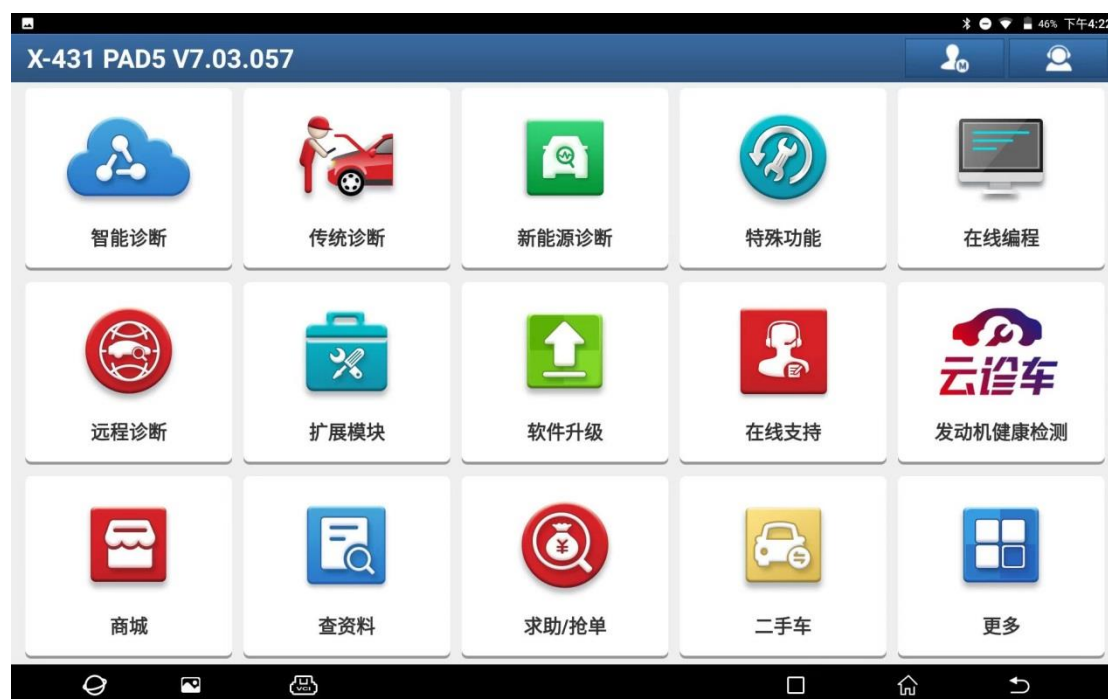 46% 下午4:22
X-431 PAD5 V7.03.057
M
智能诊断 传统诊断 新能源诊断 特殊功能 在线编程
云诊车
远程诊断 扩展模块 软件升级 在线支持 发动机健康检测
¥
商城 查资料 求助/抢单 二手车 更多
VCI